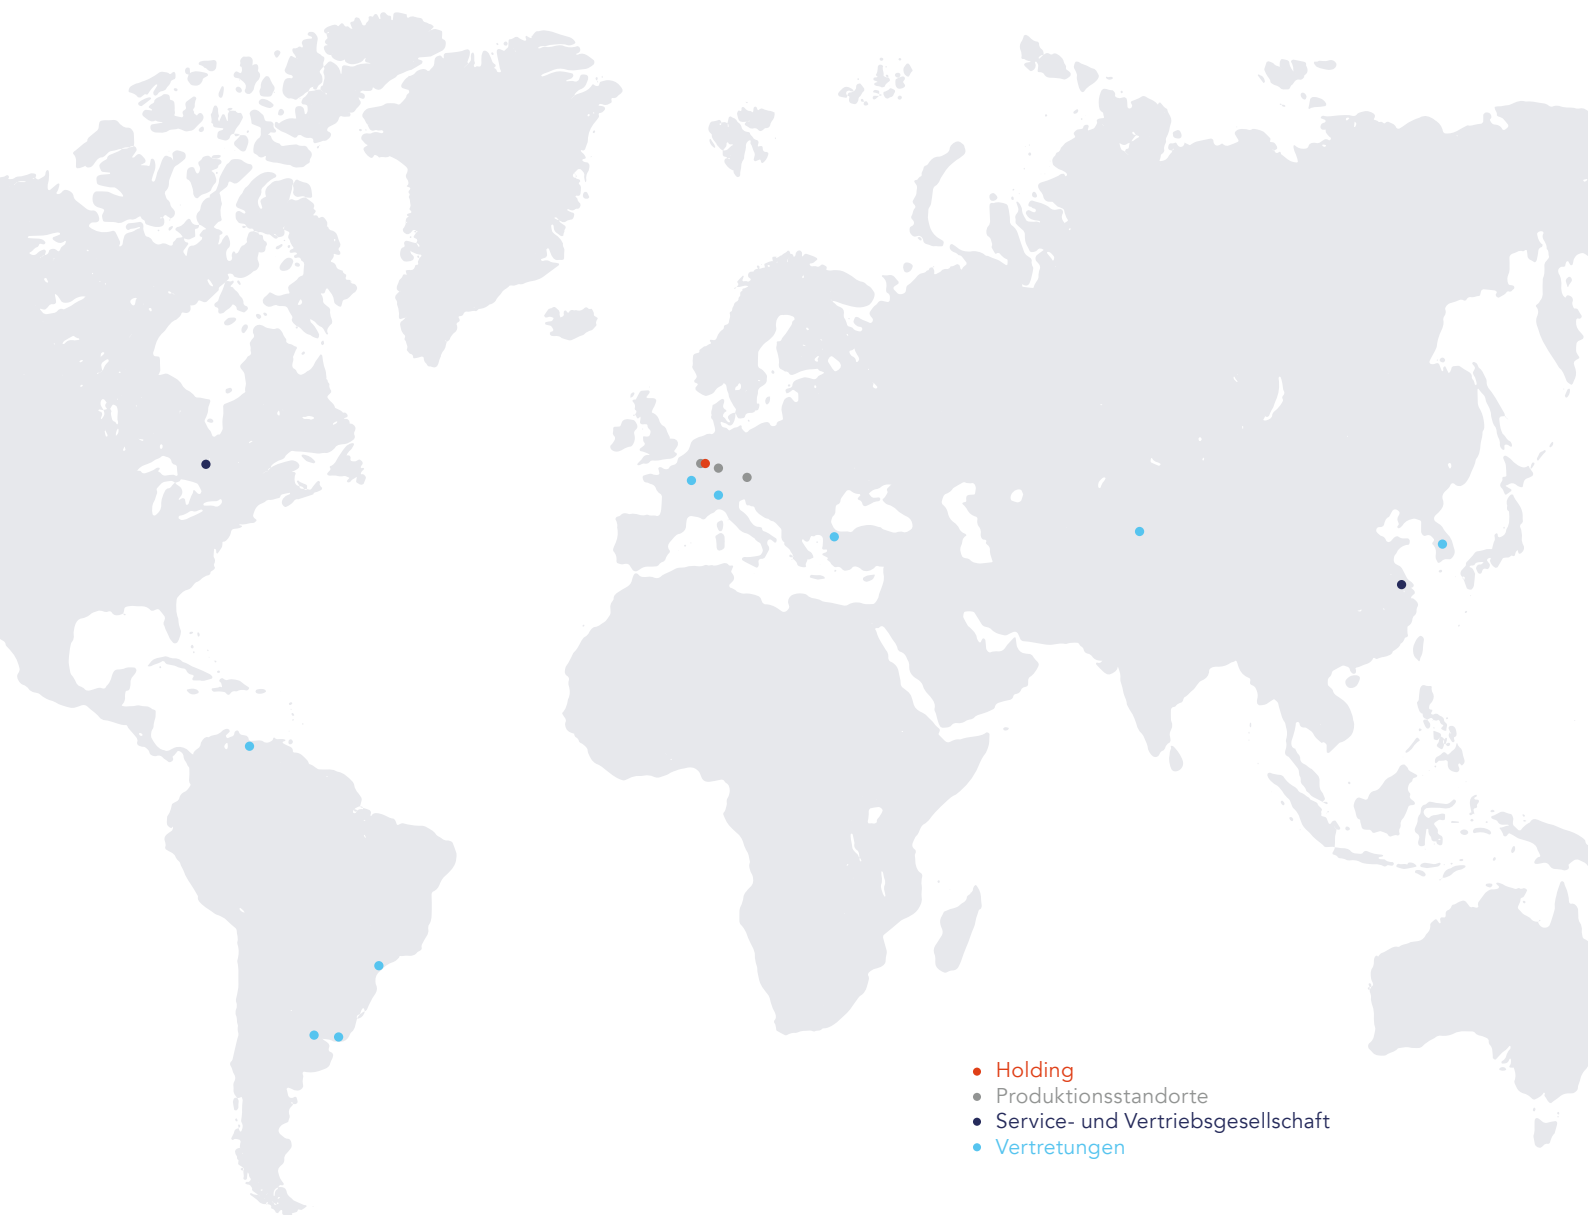 Holding
Produktionsstandorte
Service- und Vertriebsgesellschaft
Vertretungen